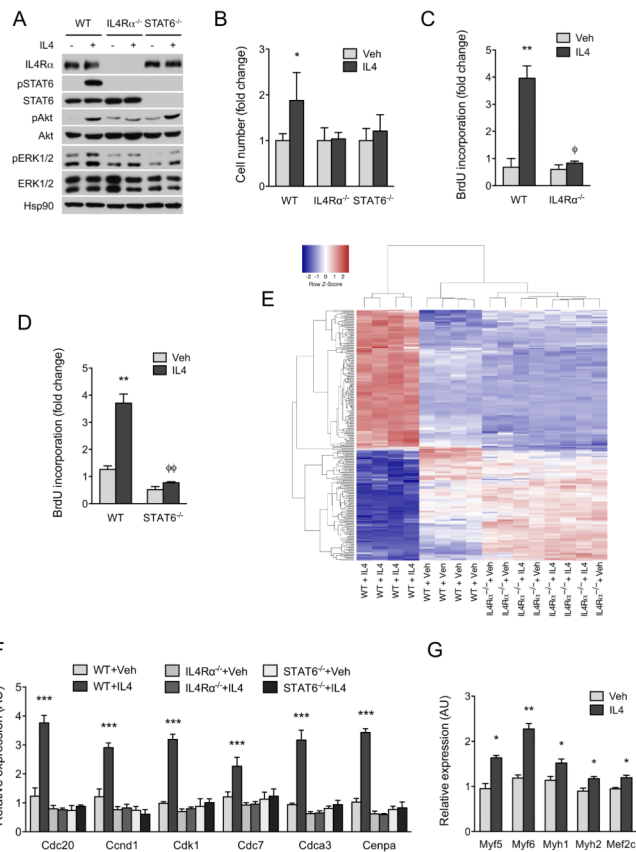 A
WT IL4Rα-/- STAT6-/-
IL4 - + - + - +
IL4Rα
pSTAT6
STAT6
pAkt
Akt
pERK1/2
ERK1/2
Hsp90
B
Veh
IL4
Cell number (fold change)
3
2
1
0
*
WT IL4Rα-/- STAT6-/-
C
Veh
IL4
BrdU incorporation (fold change)
5
4
3
2
1
0
**
ϕ
WT IL4Rα-/-
D
Veh
IL4
BrdU incorporation (fold change)
5
4
3
2
1
0
**
ϕϕ
WT STAT6-/-
E
-2 -1 0 1 2
Row Z-Score
WT + IL4
WT + IL4
WT + IL4
WT + IL4
WT + Veh
WT + Veh
WT + Veh
WT + Veh
IL4Rα-/- + Veh
IL4Rα-/- + Veh
IL4Rα-/- + IL4
IL4Rα-/- + Veh
IL4Rα-/- + IL4
IL4Rα-/- + IL4
IL4Rα-/- + IL4
IL4Rα-/- + Veh
WT+Veh IL4Rα-/-+Veh STAT6-/-+Veh
WT+IL4 IL4Rα-/-+IL4 STAT6-/-+IL4
5
4
3
2
1
0
*** *** *** *** *** ***
Cdc20 Ccnd1 Cdk1 Cdc7 Cdca3 Cenpa
G
Veh
IL4
Relative expression (AU)
3
2
1
0
* ** * * *
Myf5 Myf6 Myh1 Myh2 Mef2c